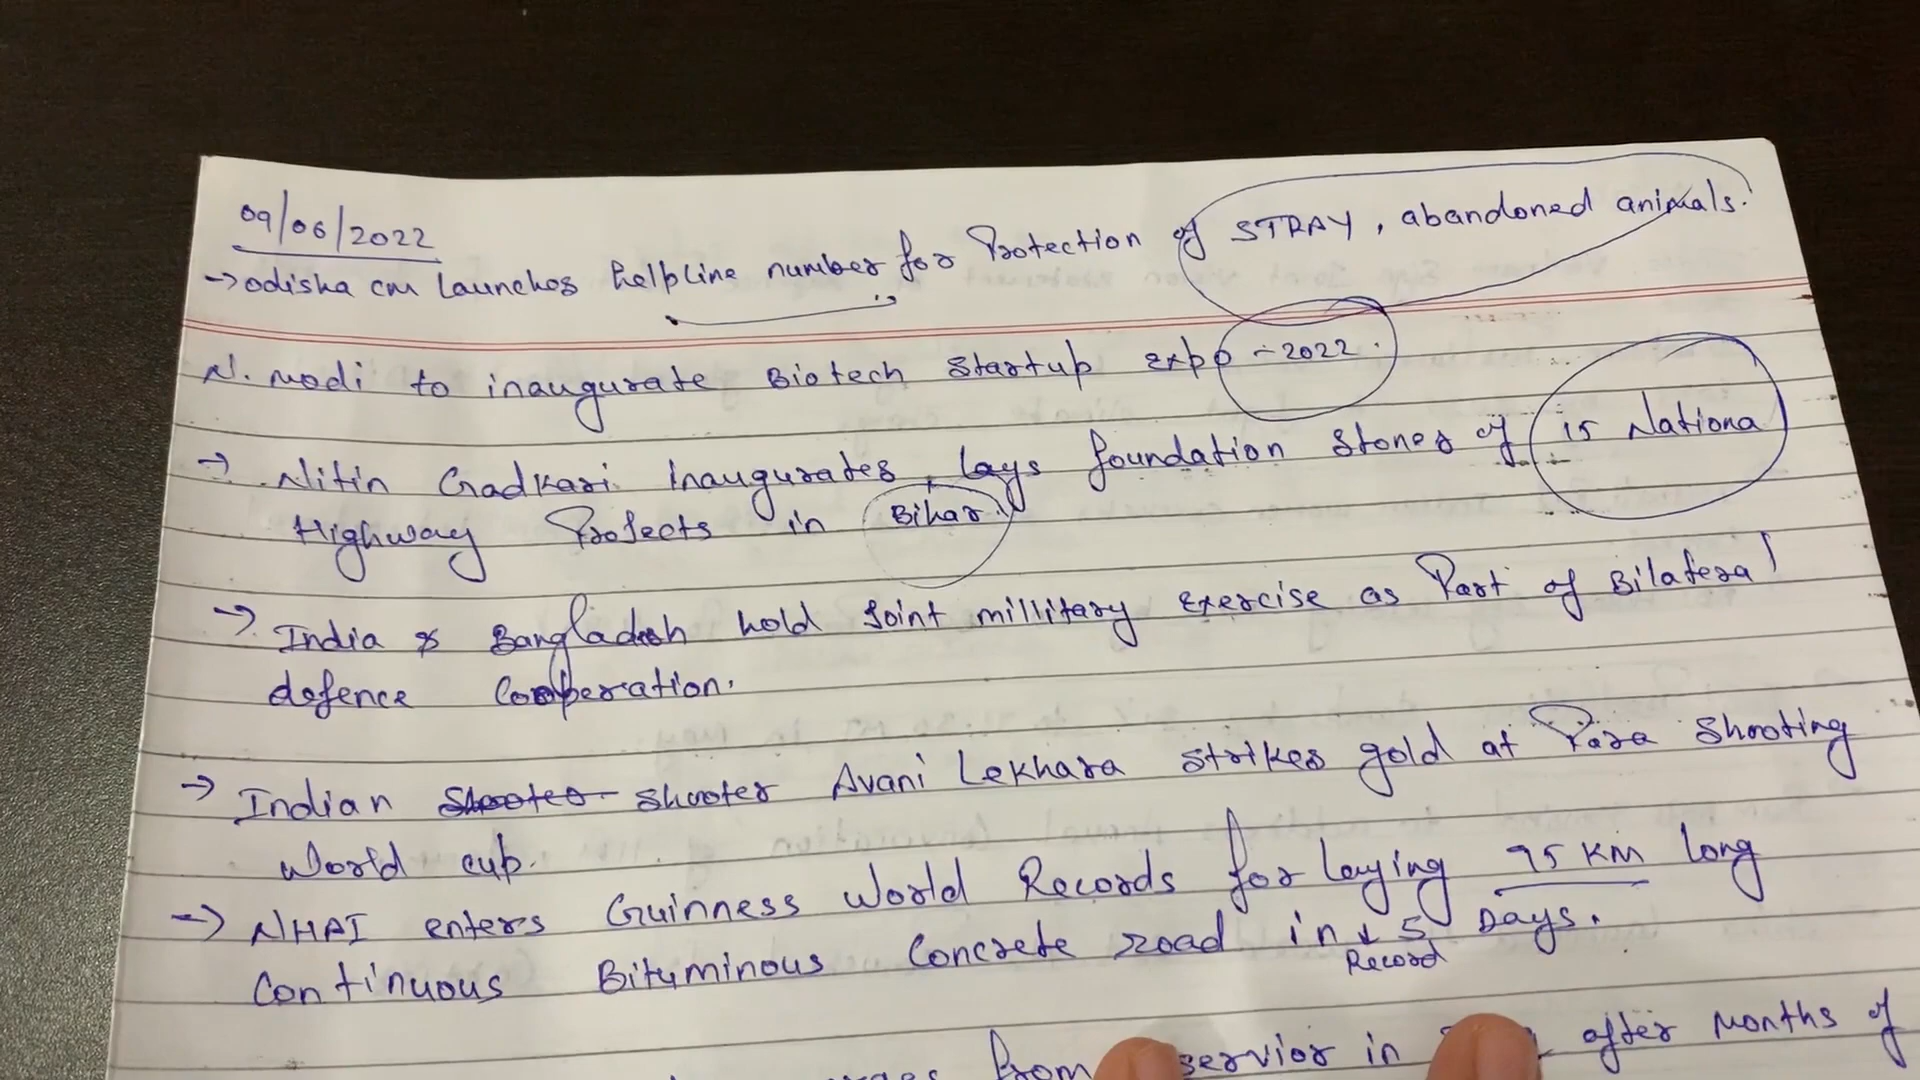 09/06/2022
→ odisha cm Launches helpline number for Protection of STRAY, abandoned animals.
N. modi to inaugurate Biotech Startup Expo - 2022.
→ Nitin Gadkari inaugurates, lays foundation stones of 15 Nationa
Highway Projects in Bihar.
→ India & Bangladesh hold Joint millitary exercise as Part of Bilateral
defence Cooperation.
→ Indian Shooter Avani Lekhara strikes gold at Para Shooting
World cup.
→ NHAI enters Guinness World Records for laying 75 KM long
Continuous Bituminous Concrete road in 5 Days.
Record
from servior in after months of